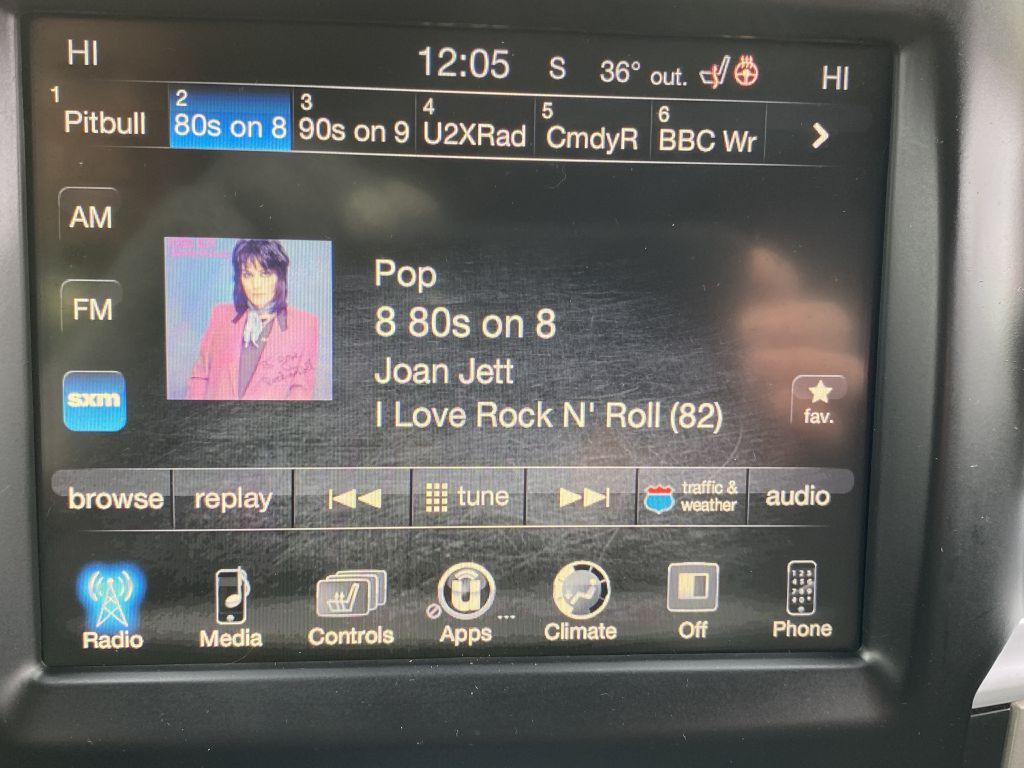 HI 12:05 S 36° out. HI
1 Pitbull 2 80s on 8 3 90s on 9 4 U2XRad 5 CmdyR 6 BBC Wr
AM
FM
sxm
Pop
8 80s on 8
Joan Jett
I Love Rock N' Roll (82)
fav.
browse replay tune traffic & weather audio
Radio Media Controls Apps ... Climate Off Phone